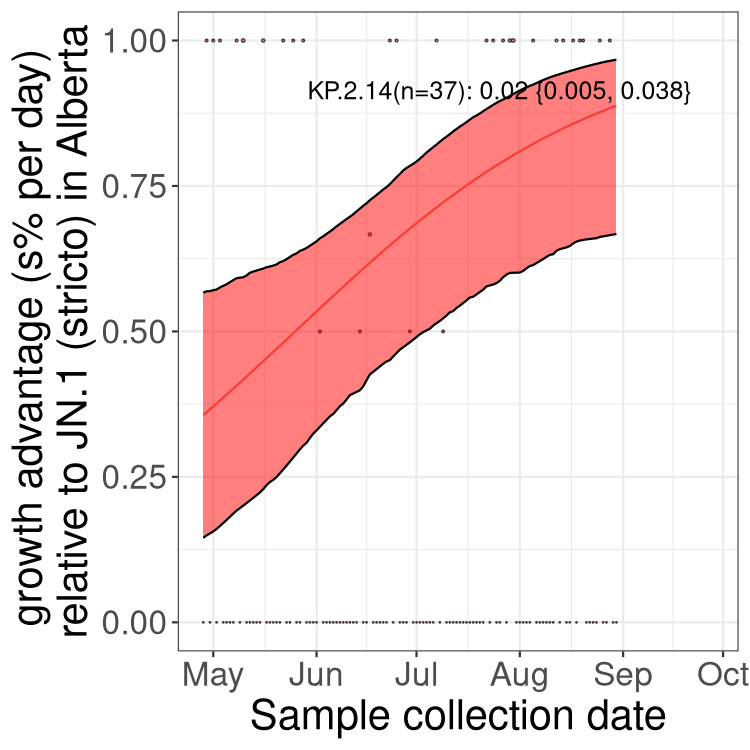 growth advantage (s% per day)
relative to JN.1 (stricto) in Alberta
1.00
0.75
0.50
0.25
0.00
KP.2.14(n=37): 0.02 {0.005, 0.038}
May Jun Jul Aug Sep Oct
Sample collection date